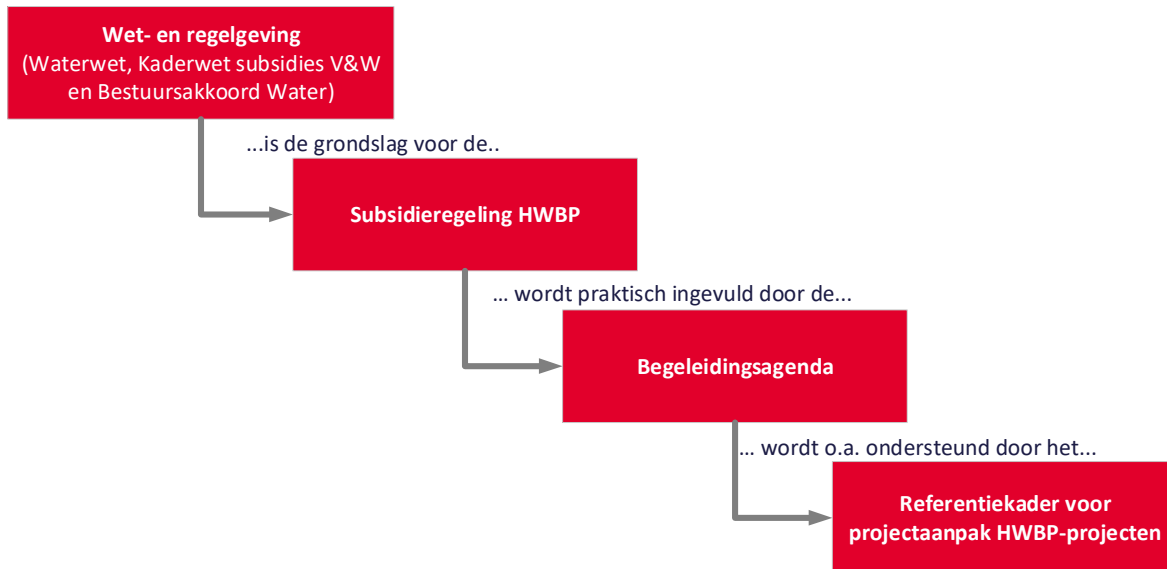 Wet- en regelgeving
(Waterwet, Kaderwet subsidies V&W
en Bestuursakkoord Water)
...is de grondslag voor de..
Subsidieregeling HWBP
... wordt praktisch ingevuld door de...
Begeleidingsagenda
... wordt o.a. ondersteund door het...
Referentiekader voor
projectaanpak HWBP-projecten